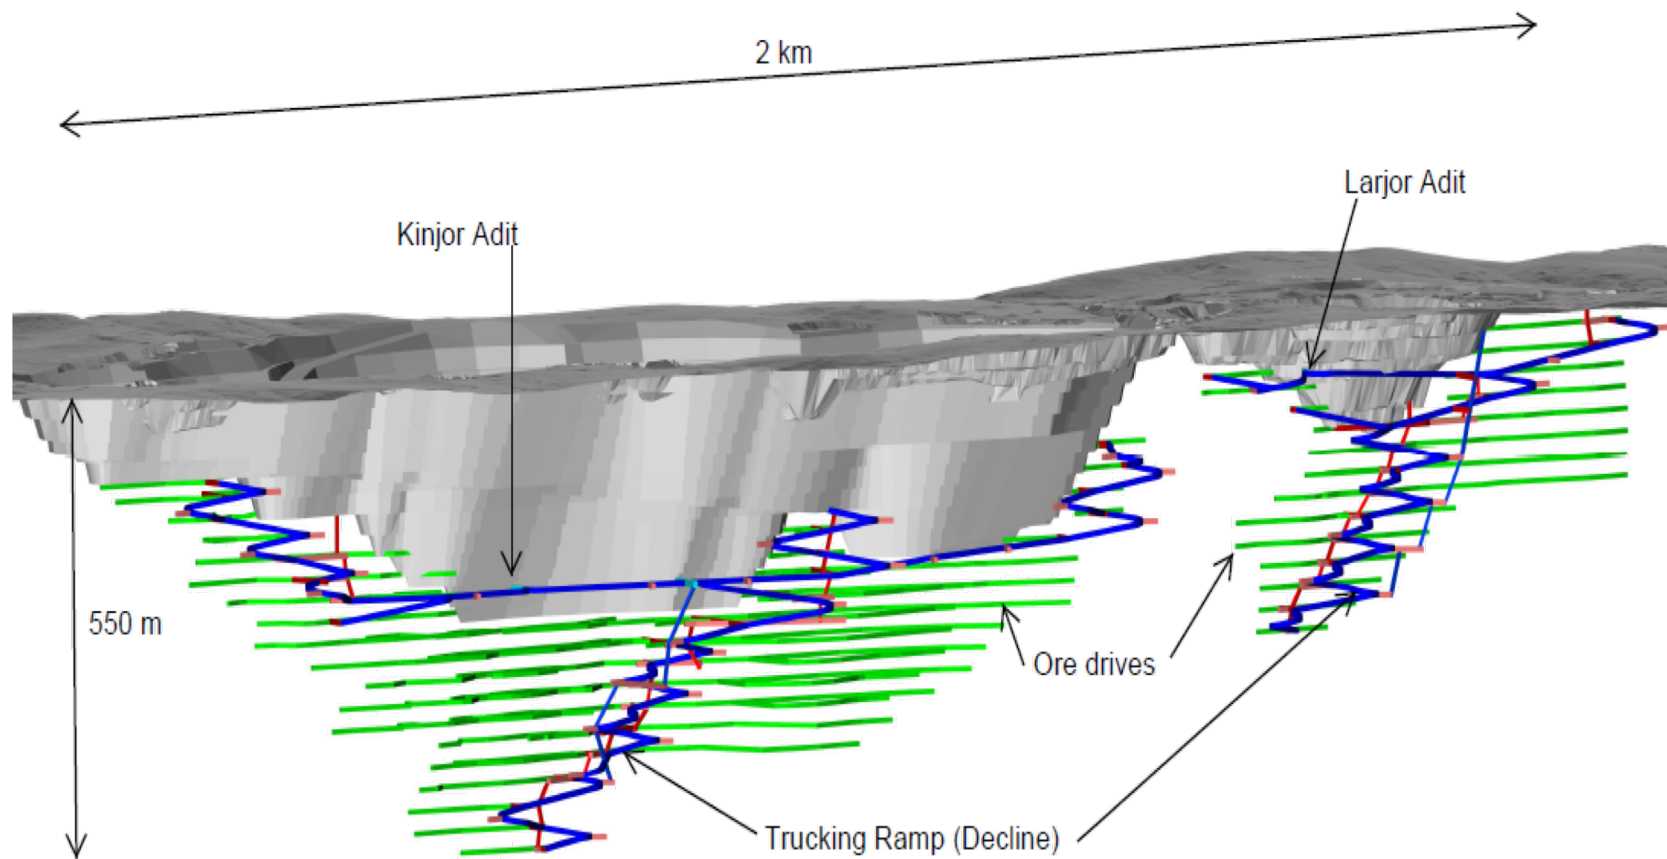 2 km
Larjor Adit
Kinjor Adit
550 m
Ore drives
Trucking Ramp (Decline)